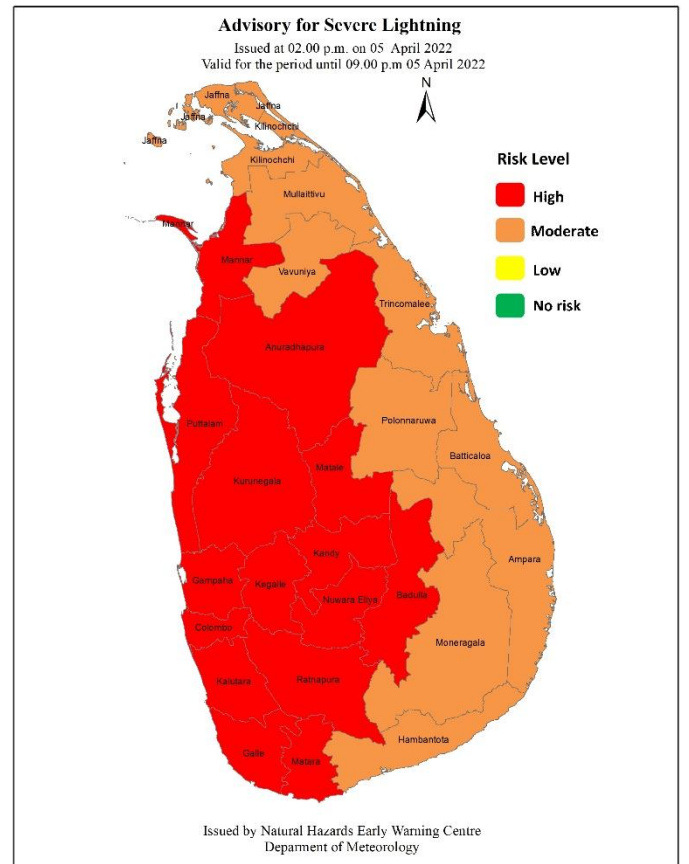 Advisory for Severe Lightning
Issued at 02.00 p.m. on 05 April 2022
Valid for the period until 09.00 p.m 05 April 2022
N
Jaffna
Jaffna
Jaffna
Kilinochchi
Jaffna
Kilinochchi
Risk Level
High
Mullaittivu
Mannar
Moderate
Mannar
Vavuniya
Low
Trincomalee
No risk
Anuradhapura
Polonnaruwa
Puttalam
Batticaloa
Matale
Kurunegala
Kandy
Ampara
Gampaha
Kegalle
Badulla
Nuwara Eliya
Colombo
Moneragala
Ratnapura
Kalutara
Hambantota
Galle
Matara
Issued by Natural Hazards Early Warning Centre
Deparment of Meteorology